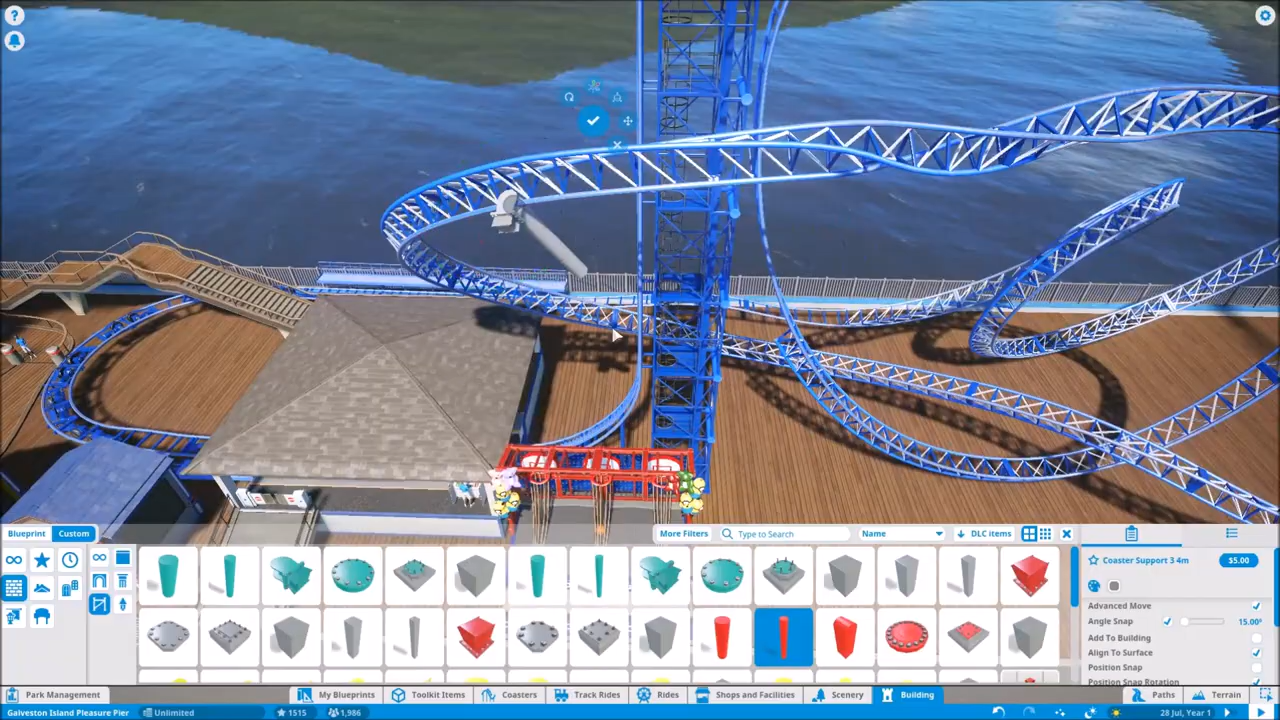 Blueprint Custom More Filters Type to Search Name DLC items
Coaster Support 3 4m $5.00
Advanced Move
Angle Snap 15.00°
Add To Building
Align To Surface
Position Snap
Position Snap Rotation
Park Management My Blueprints Toolkit Items Coasters Track Rides Rides Shops and Facilities Scenery Building Paths Terrain
Galveston Island Pleasure Pier Unlimited 1515 1,986 28 Jul, Year 1